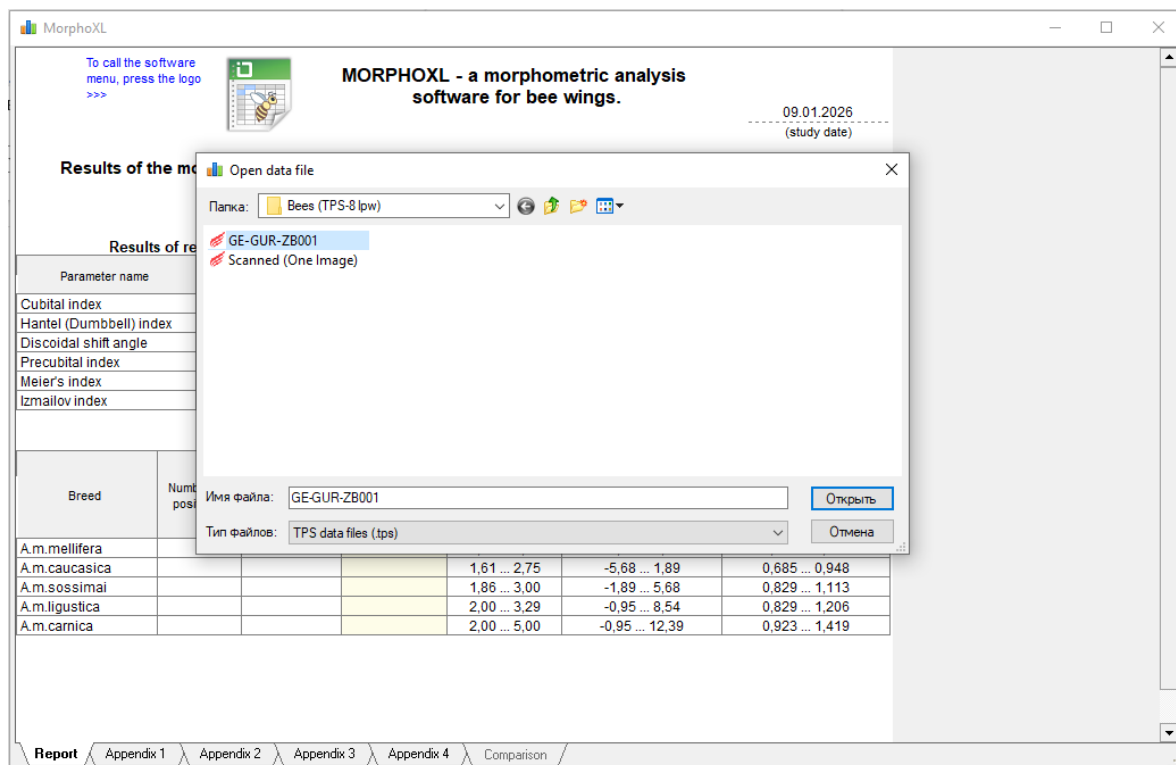 MorphoXL
To call the software
menu, press the logo
>>>
MORPHOXL - a morphometric analysis
software for bee wings.
09.01.2026
(study date)
Results of the mo
Open data file
Папка: Bees (TPS-8 lpw)
GE-GUR-ZB001
Scanned (One Image)
Имя файла: GE-GUR-ZB001 Открыть
Тип файлов: TPS data files (.tps) Отмена
Results of re
Parameter name
Cubital index
Hantel (Dumbbell) index
Discoidal shift angle
Precubital index
Meier's index
Izmailov index
Breed
Numb
posi
A.m.mellifera
A.m.caucasica 1,61 ... 2,75 -5,68 ... 1,89 0,685 ... 0,948
A.m.sossimai 1,86 ... 3,00 -1,89 ... 5,68 0,829 ... 1,113
A.m.ligustica 2,00 ... 3,29 -0,95 ... 8,54 0,829 ... 1,206
A.m.carnica 2,00 ... 5,00 -0,95 ... 12,39 0,923 ... 1,419
Report Appendix 1 Appendix 2 Appendix 3 Appendix 4 Comparison